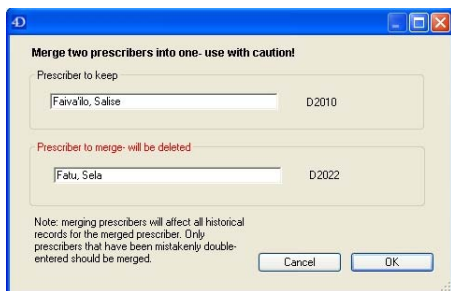 4D
Merge two prescribers into one- use with caution!
Prescriber to keep
Faiva'ilo, Salise D2010
Prescriber to merge- will be deleted
Fatu, Sela D2022
Note: merging prescribers will affect all historical
records for the merged prescriber. Only
prescribers that have been mistakenly double-
entered should be merged.
Cancel OK